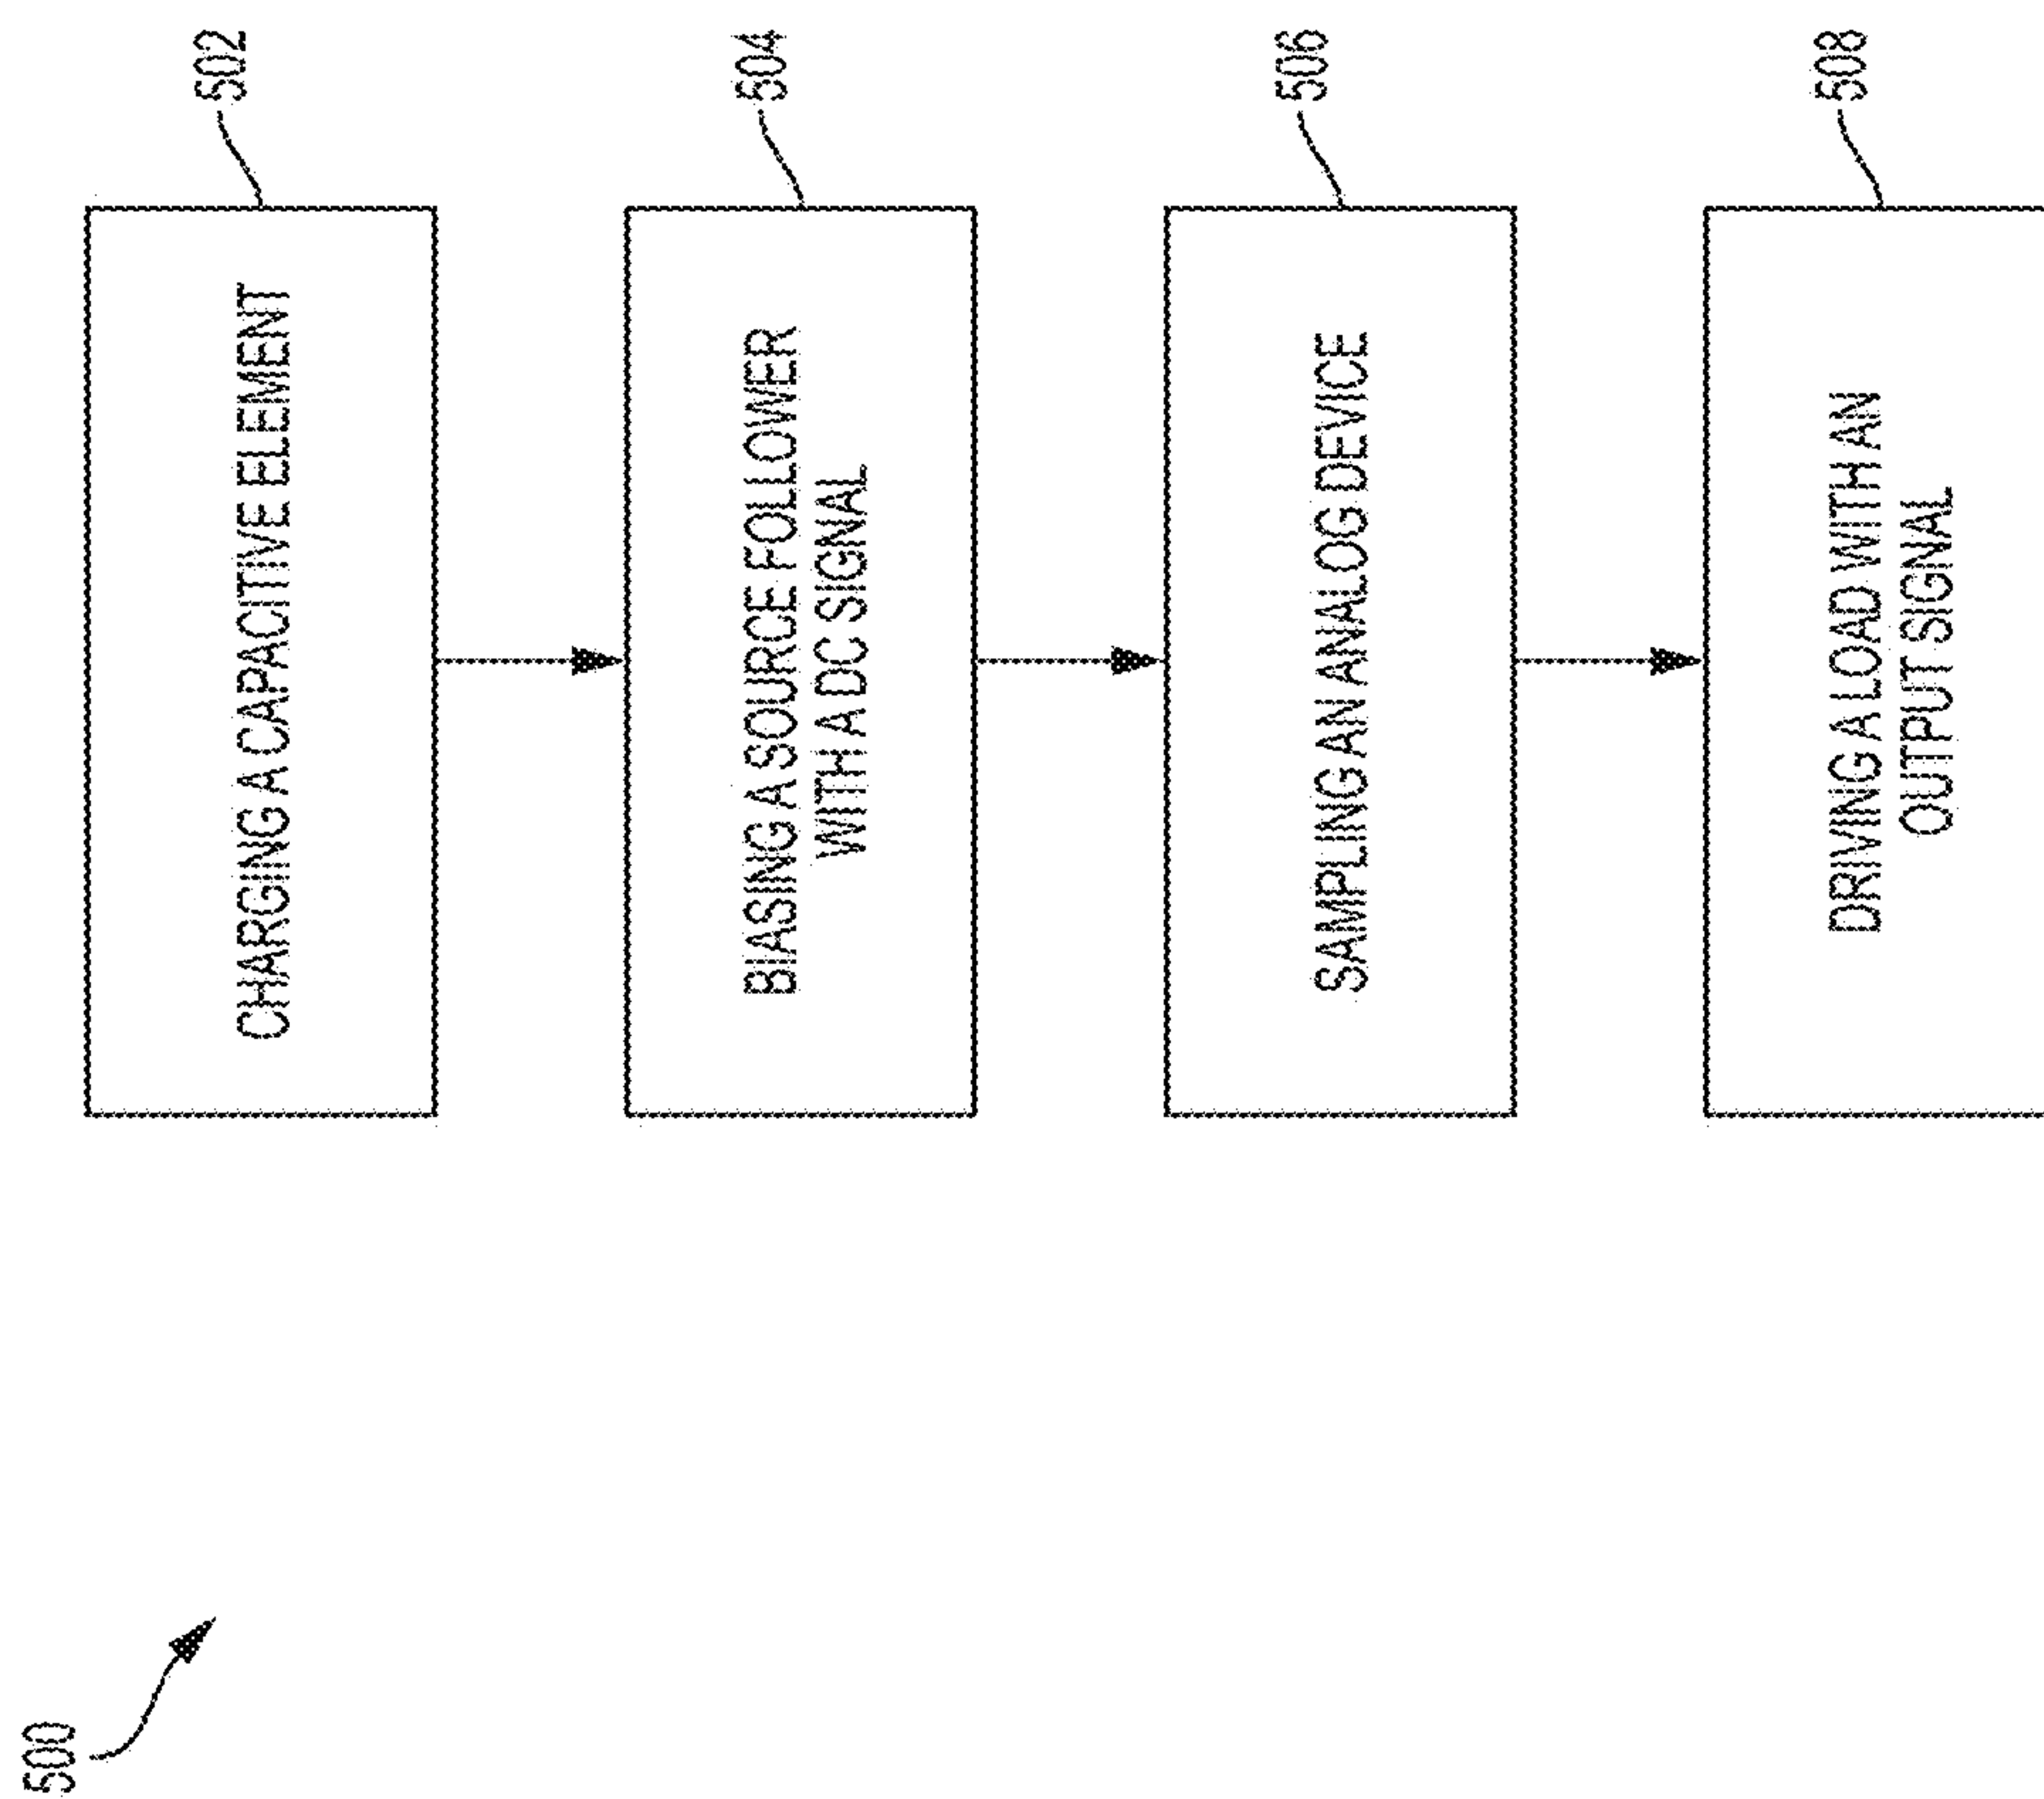 500
CHARGING A CAPACITIVE ELEMENT
502
BIASING A SOURCE FOLLOWER
WITH A DC SIGNAL
504
SAMPLING AN ANALOG DEVICE
506
DRIVING A LOAD WITH AN
OUTPUT SIGNAL
508